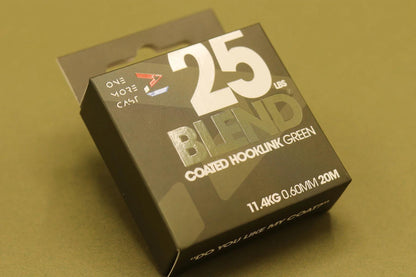 ONE
MORE
CAST
25
LBS
BLEND
COATED HOOKLINK GREEN
11.4KG 0.60MM 20M
"DO YOU LIKE MY COAT?"